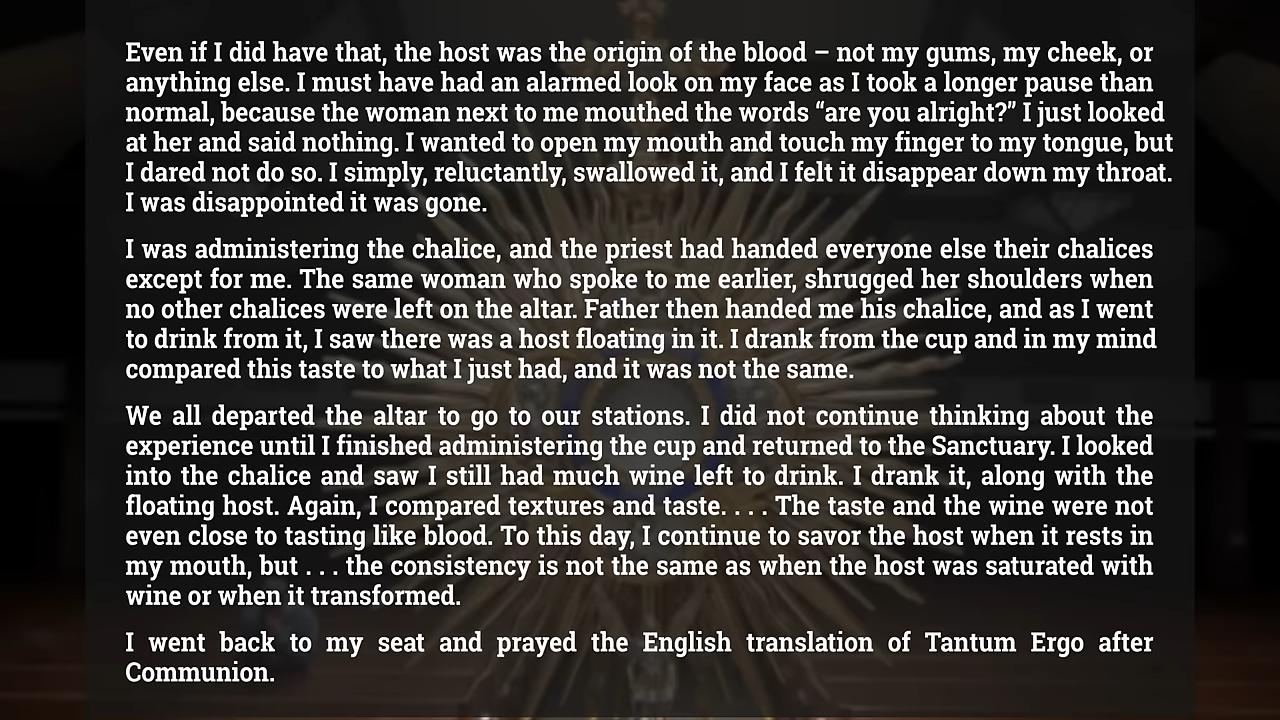 Even if I did have that, the host was the origin of the blood – not my gums, my cheek, or
anything else. I must have had an alarmed look on my face as I took a longer pause than
normal, because the woman next to me mouthed the words “are you alright?” I just looked
at her and said nothing. I wanted to open my mouth and touch my finger to my tongue, but
I dared not do so. I simply, reluctantly, swallowed it, and I felt it disappear down my throat.
I was disappointed it was gone.
I was administering the chalice, and the priest had handed everyone else their chalices
except for me. The same woman who spoke to me earlier, shrugged her shoulders when
no other chalices were left on the altar. Father then handed me his chalice, and as I went
to drink from it, I saw there was a host floating in it. I drank from the cup and in my mind
compared this taste to what I just had, and it was not the same.
We all departed the altar to go to our stations. I did not continue thinking about the
experience until I finished administering the cup and returned to the Sanctuary. I looked
into the chalice and saw I still had much wine left to drink. I drank it, along with the
floating host. Again, I compared textures and taste. . . . The taste and the wine were not
even close to tasting like blood. To this day, I continue to savor the host when it rests in
my mouth, but . . . the consistency is not the same as when the host was saturated with
wine or when it transformed.
I went back to my seat and prayed the English translation of Tantum Ergo after
Communion.